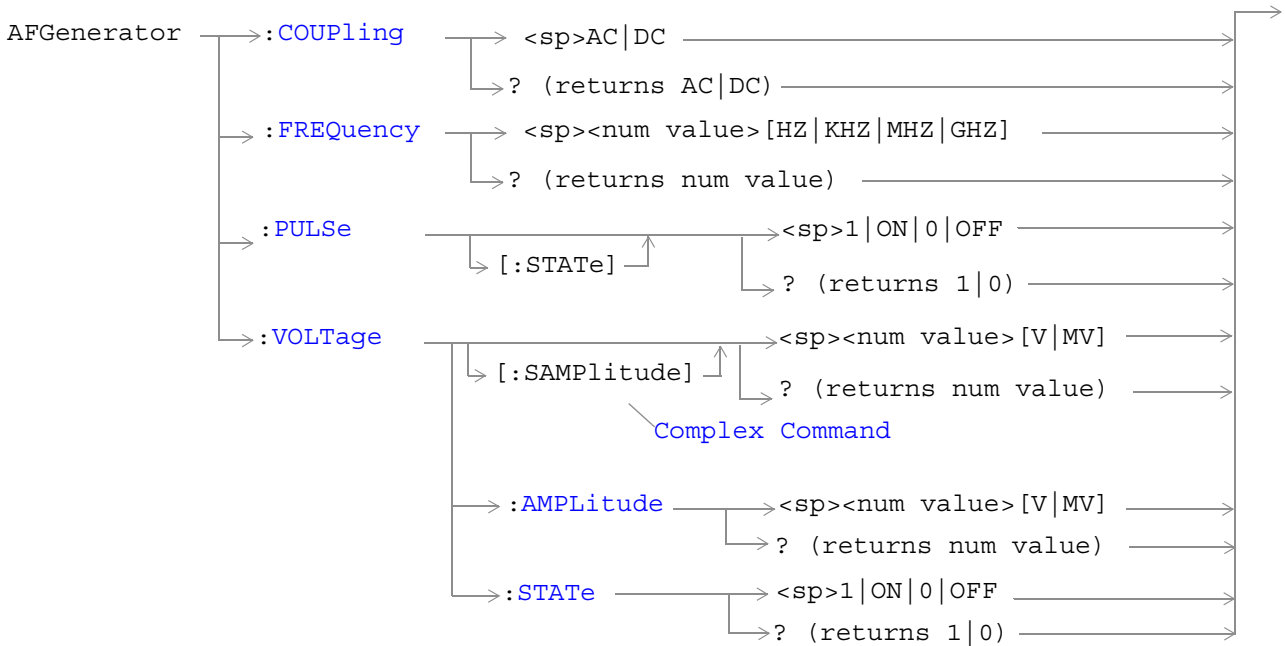 AFGenerator :COUPling <sp>AC|DC
? (returns AC|DC)
:FREQuency <sp><num value>[HZ|KHZ|MHZ|GHZ]
? (returns num value)
:PULSe <sp>1|ON|0|OFF
[:STATe]
? (returns 1|0)
:VOLTage <sp><num value>[V|MV]
[:SAMPlitude]
? (returns num value)
Complex Command
:AMPLitude <sp><num value>[V|MV]
? (returns num value)
:STATe <sp>1|ON|0|OFF
? (returns 1|0)